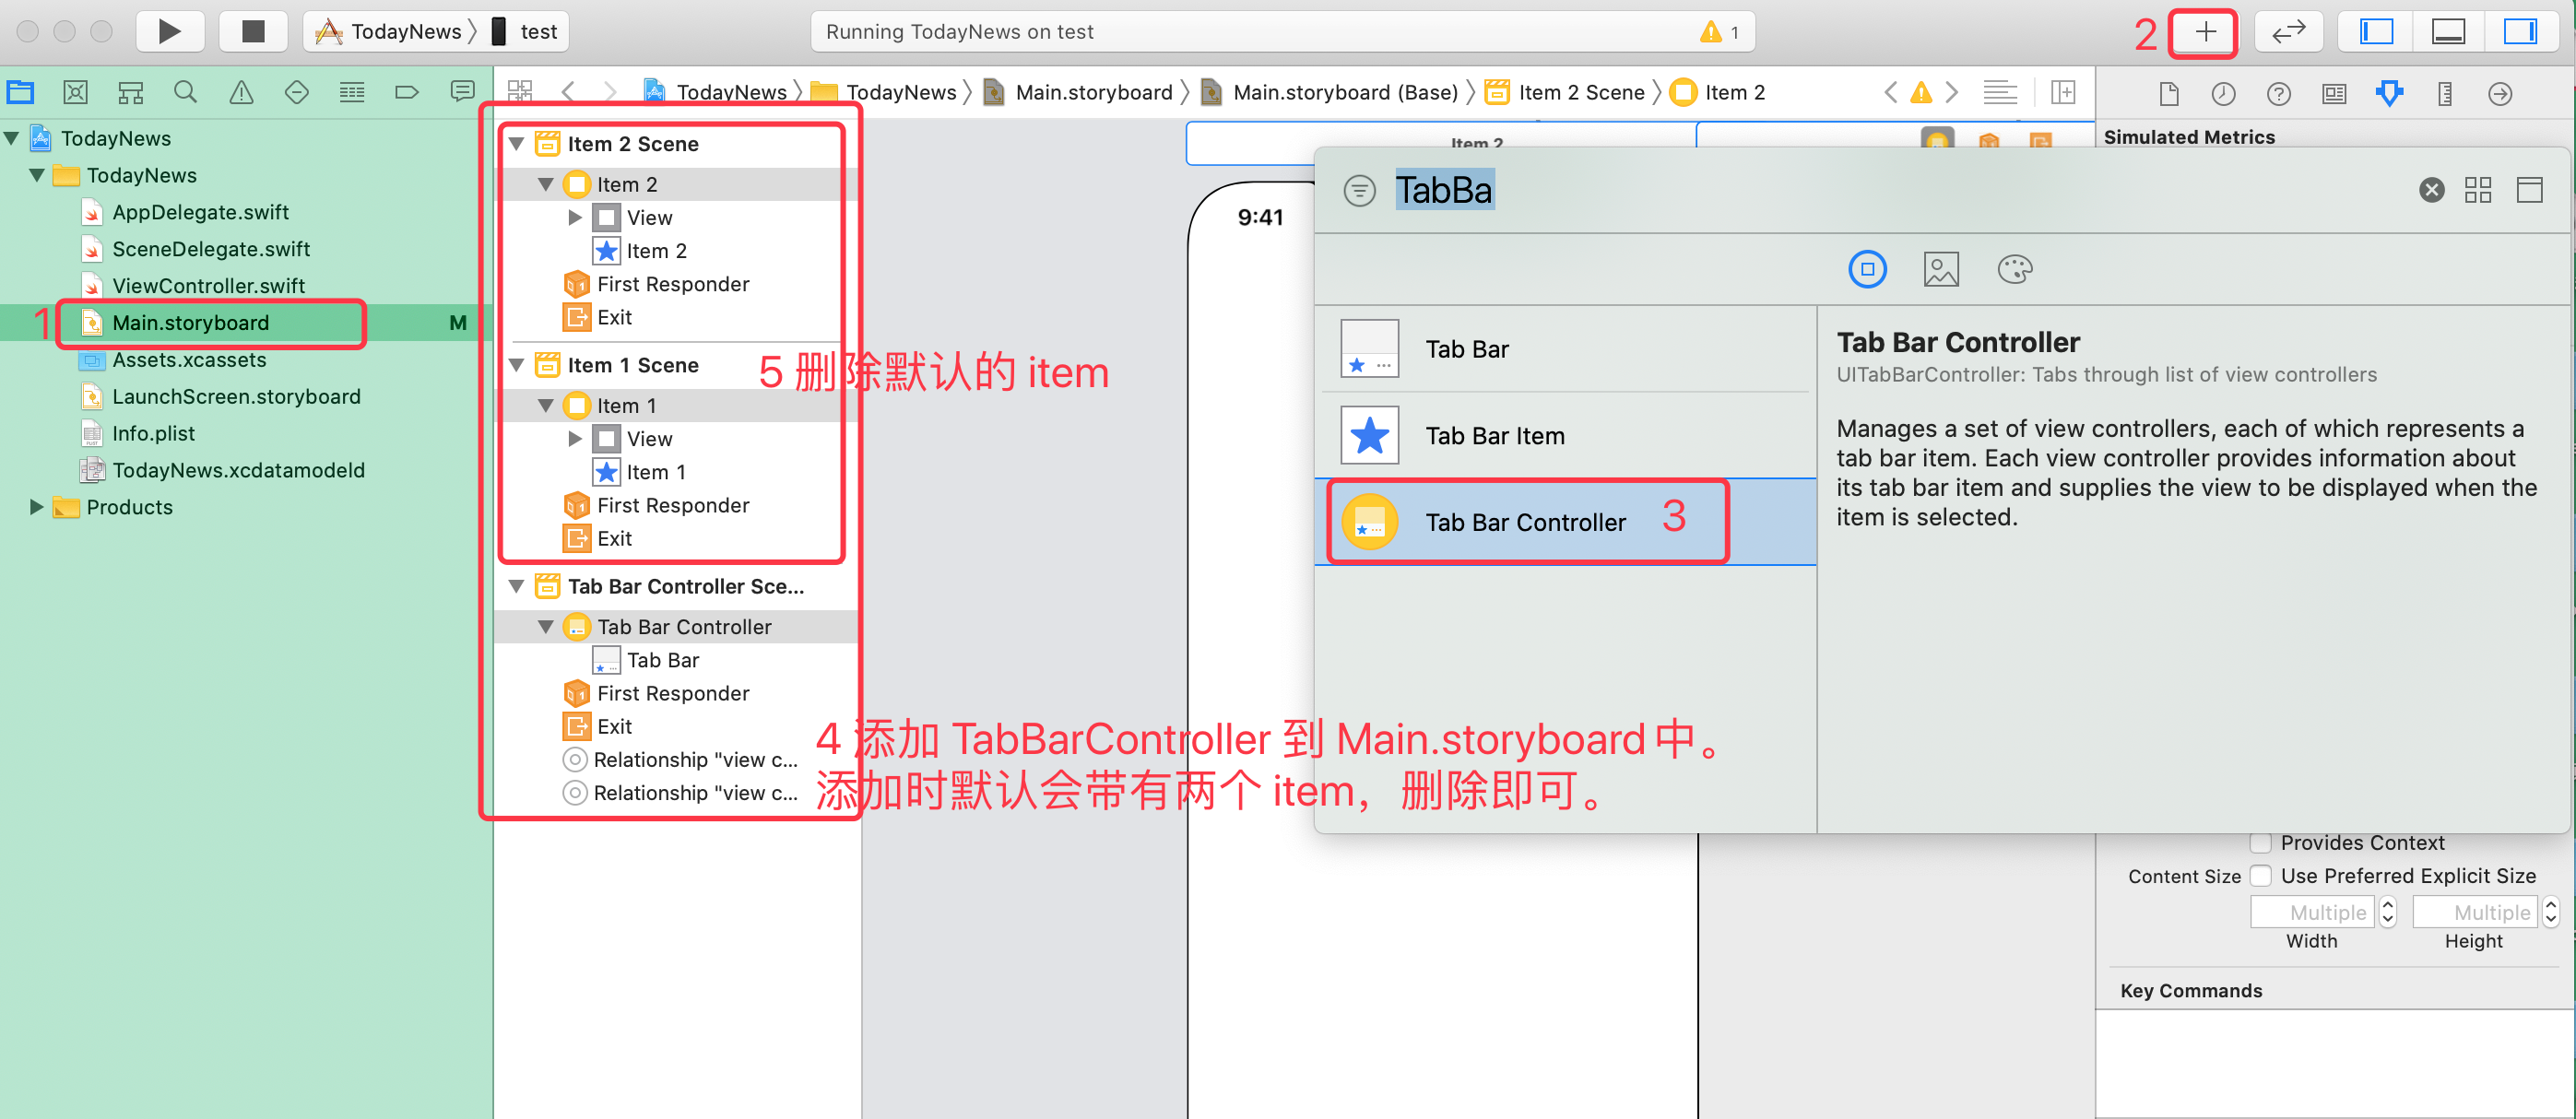 TodayNews
test
Running TodayNews on test
1
2
TodayNews
TodayNews
Main.storyboard
Main.storyboard (Base)
Item 2 Scene
Item 2
TodayNews
TodayNews
AppDelegate.swift
SceneDelegate.swift
ViewController.swift
1
Main.storyboard
M
Assets.xcassets
LaunchScreen.storyboard
Info.plist
TodayNews.xcdatamodeld
Products
Item 2 Scene
Item 2
View
Item 2
First Responder
Exit
Item 1 Scene
Item 1
View
Item 1
First Responder
Exit
Tab Bar Controller Sce...
Tab Bar Controller
Tab Bar
First Responder
Exit
Relationship "view c...
Relationship "view c...
5 删除默认的 item
4 添加 TabBarController 到 Main.storyboard 中。
添加时默认会带有两个 item，删除即可。
Item 2
9:41
TabBa
Tab Bar
Tab Bar Item
Tab Bar Controller
3
Tab Bar Controller
UITabBarController: Tabs through list of view controllers
Manages a set of view controllers, each of which represents a
tab bar item. Each view controller provides information about
its tab bar item and supplies the view to be displayed when the
item is selected.
Simulated Metrics
Provides Context
Content Size
Use Preferred Explicit Size
Multiple
Multiple
Width
Height
Key Commands